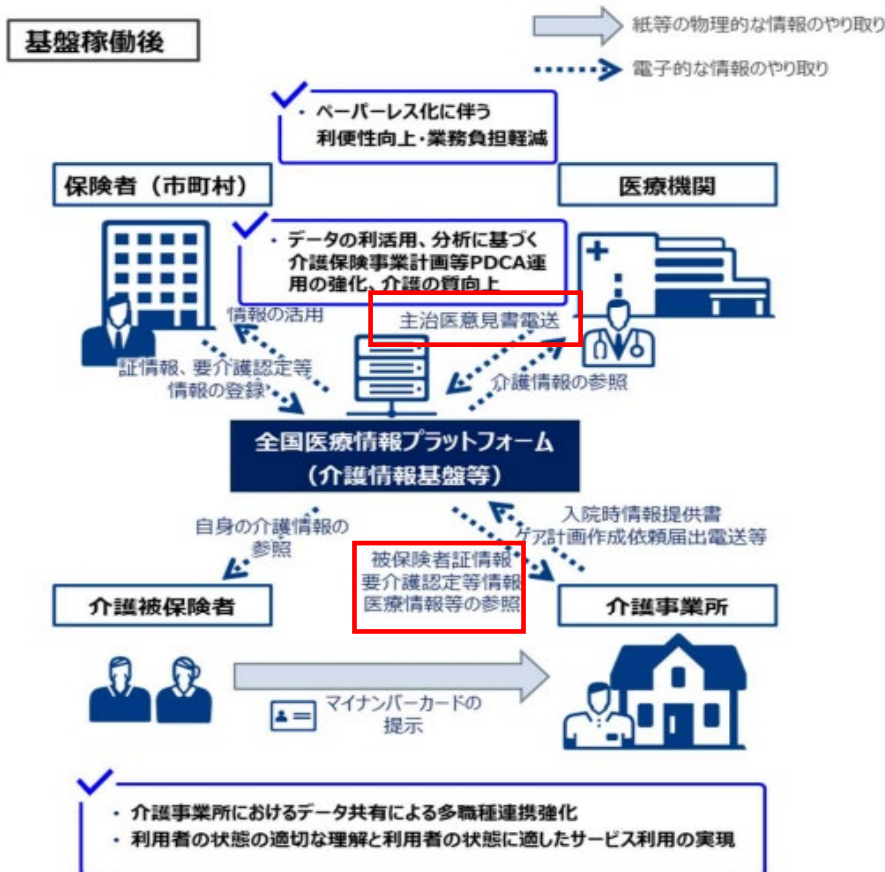 基盤稼働後
紙等の物理的な情報のやり取り
電子的な情報のやり取り
・ ペーパーレス化に伴う
利便性向上・業務負担軽減
保険者（市町村）
医療機関
・ データの利活用、分析に基づく
介護保険事業計画等PDCA運
用の強化、介護の質向上
情報の活用
主治医意見書電送
証情報、要介護認定等
情報の登録
介護情報の参照
全国医療情報プラットフォーム
（介護情報基盤等）
自身の介護情報の
参照
入院時情報提供書
ケア計画作成依頼届出電送等
被保険者証情報
要介護認定等情報
医療情報等の参照
介護被保険者
介護事業所
マイナンバーカードの
提示
・ 介護事業所におけるデータ共有による多職種連携強化
・ 利用者の状態の適切な理解と利用者の状態に適したサービス利用の実現